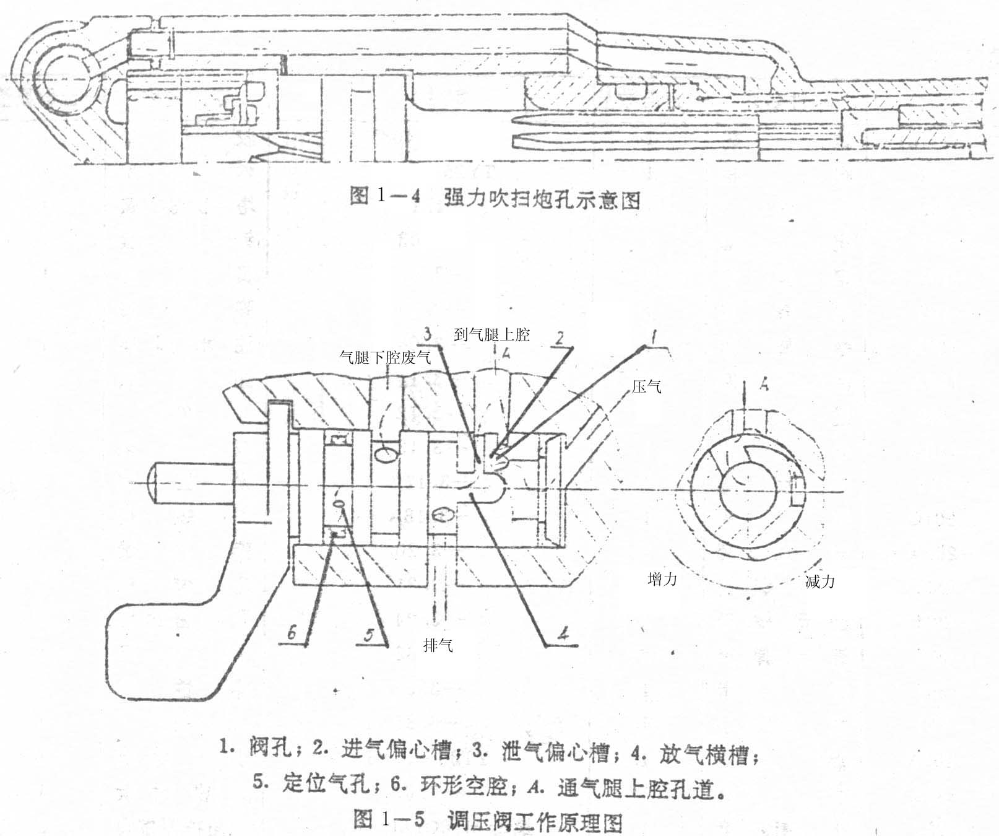 图1—4 强力吹扫炮孔示意图
3
到气腿上腔
2
1
气腿下腔废气
A
压气
A
增力
减力
6
5
排气
4
1. 阀孔；2. 进气偏心槽；3. 泄气偏心槽；4. 放气横槽；
5. 定位气孔；6. 环形空腔；A. 通气腿上腔孔道。
图1—5 调压阀工作原理图